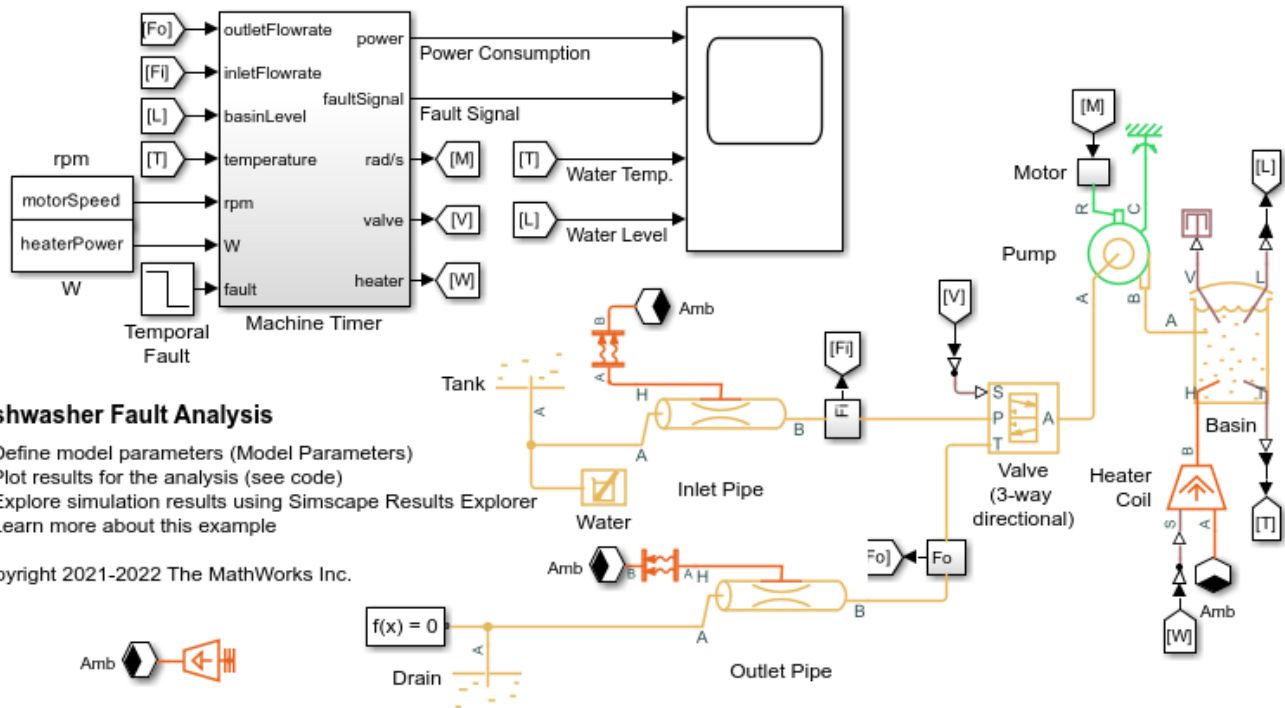 [Fo]
outletFlowrate
power
Power Consumption
[Fi]
inletFlowrate
faultSignal
Fault Signal
[L]
basinLevel
[T]
temperature
rad/s
[M]
[T]
Water Temp.
rpm
motorSpeed
rpm
valve
[V]
[L]
Water Level
heaterPower
W
heater
[W]
W
fault
Temporal
Fault
Machine Timer
[M]
Motor
R
C
Pump
A
B
[L]
V
L
A
H
T
Basin
B
Heater
Coil
S
A
[T]
Amb
[W]
[V]
S
P
T
A
Valve
(3-way
directional)
B
Amb
A
H
[Fi]
Tank
A
A
B
Fi
Inlet Pipe
Water
shwasher Fault Analysis
Define model parameters (Model Parameters)
Plot results for the analysis (see code)
Explore simulation results using Simscape Results Explorer
Learn more about this example
pyright 2021-2022 The MathWorks Inc.
Amb
B
A
H
Fo]
Fo
A
B
Outlet Pipe
f(x) = 0
A
Drain
Amb